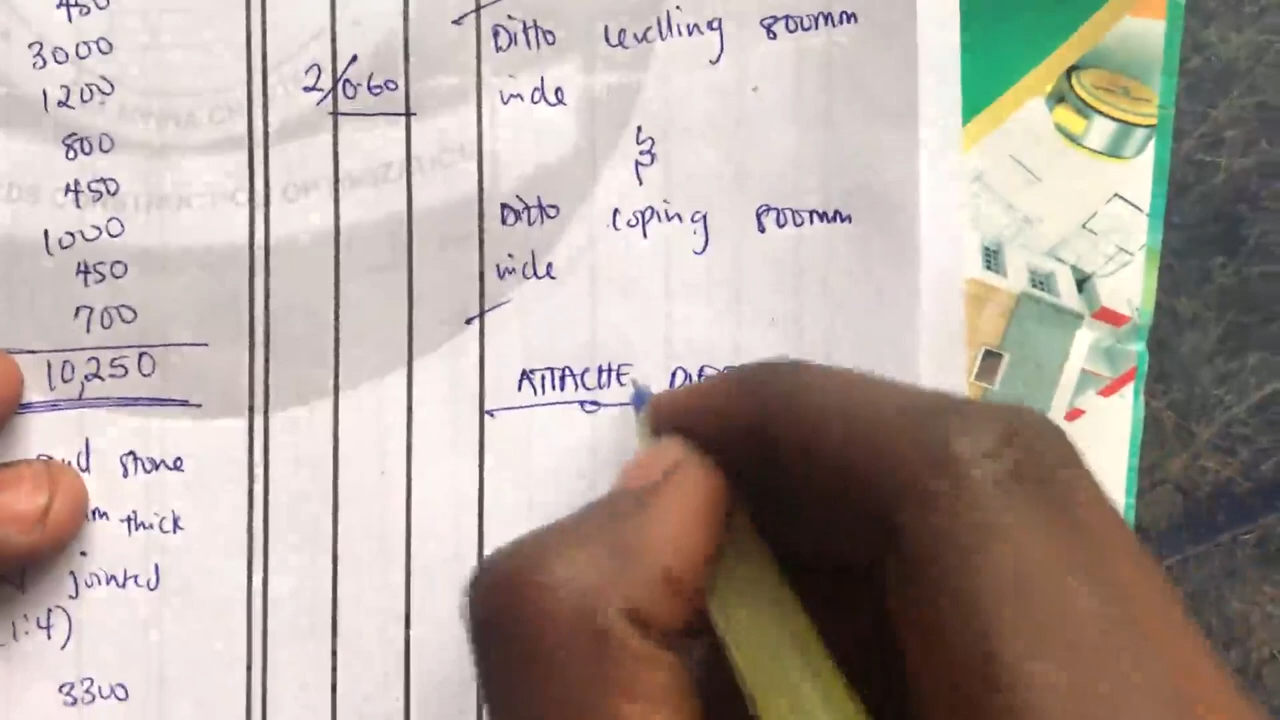 450
3000
1200
800
450
1000
450
700
10,250
stone
thick
jointed
(1:4)
3300
2/0.60
Ditto levelling 800mm
wide
&
Ditto coping 800mm
wide
ATTACHE